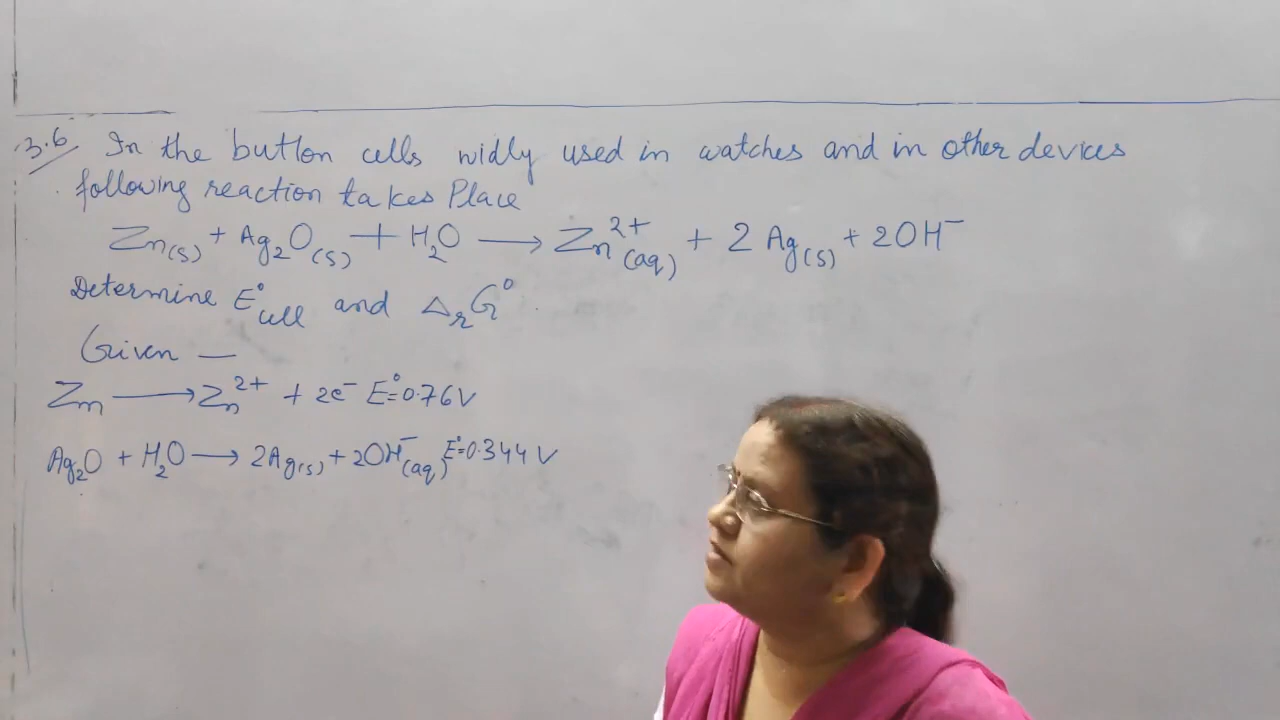 3.6 In the button cells widly used in watches and in other devices
following reaction takes Place
Zn(s) + Ag₂O(s) + H₂O ⟶ Zn²⁺(aq) + 2 Ag(s) + 2OH⁻
Determine E°cell and Δ𝑟G°.
Given —
Zn ⟶ Zn²⁺ + 2e⁻ E°=0.76V
Ag₂O + H₂O ⟶ 2Ag(s) + 2OH⁻(aq) E°=0.344 V